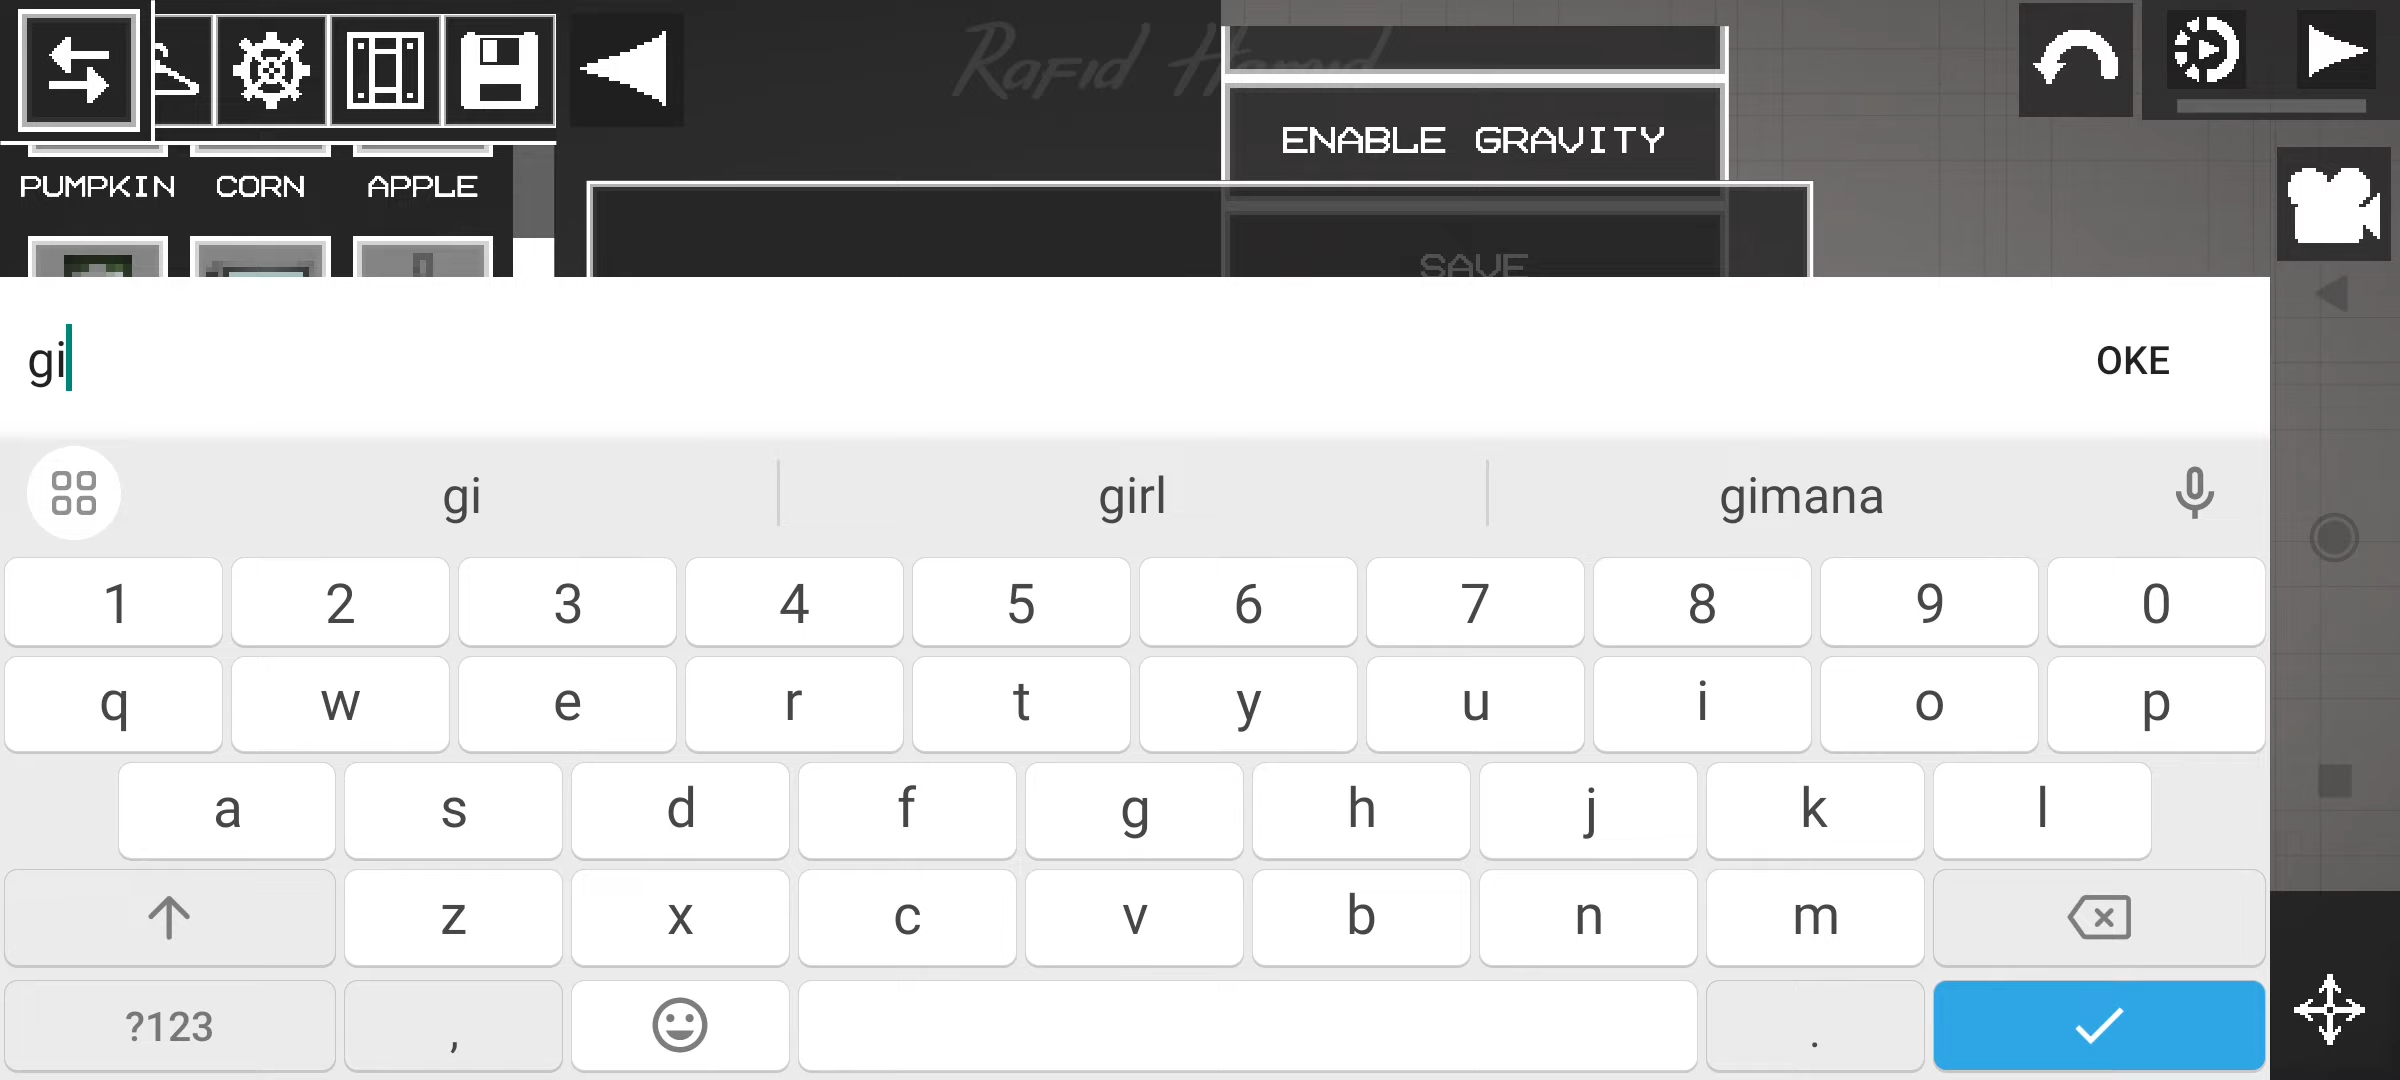 Rafid Hamid
ENABLE GRAVITY
PUMPKIN CORN APPLE
SAVE
gi
OKE
gi girl gimana
1 2 3 4 5 6 7 8 9 0
q w e r t y u i o p
a s d f g h j k l
z x c v b n m
?123 , .